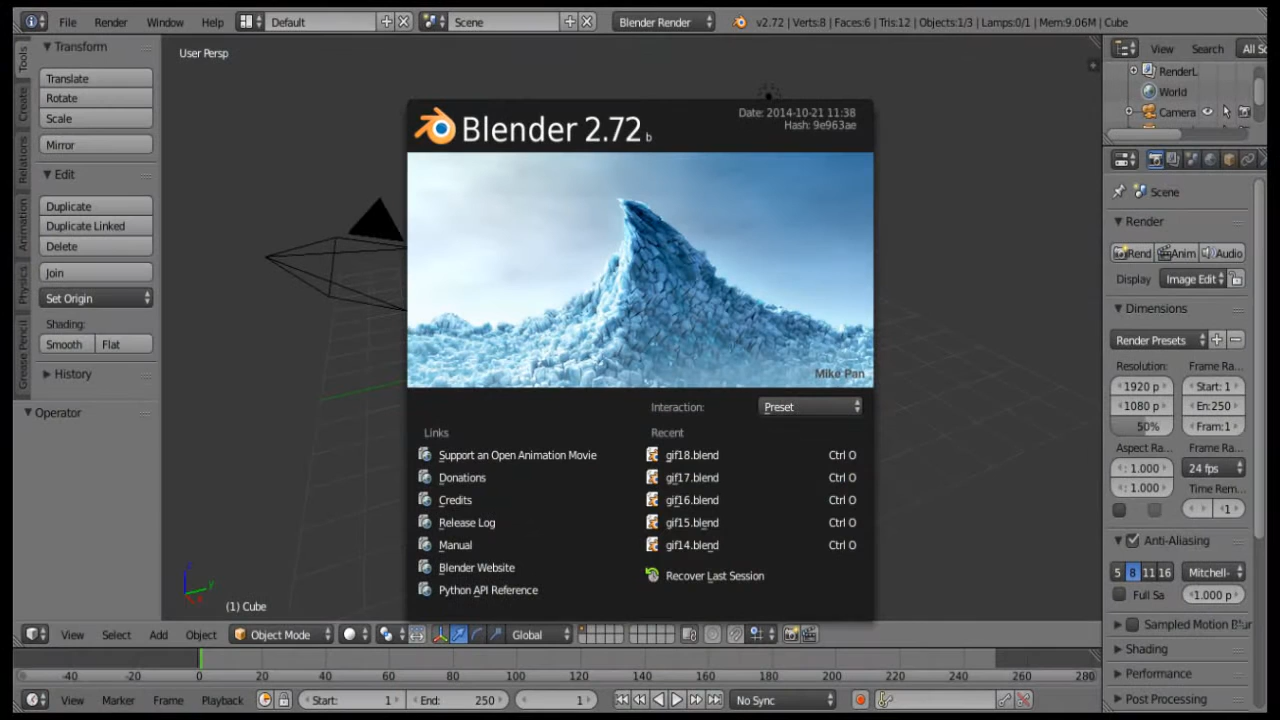 File Render Window Help Default Scene Blender Render v2.72 | Verts:8 | Faces:6 | Tris:12 | Objects:1/3 | Lamps:0/1 | Mem:9.06M | Cube
Tools
Create
Relations
Animation
Physics
Grease Pencil
Transform
Translate
Rotate
Scale
Mirror
Edit
Duplicate
Duplicate Linked
Delete
Join
Set Origin
Shading:
Smooth Flat
History
Operator
User Persp
Blender 2.72 b
Date: 2014-10-21 11:38
Hash: 9e963ae
Mike Pan
Interaction: Preset
Links
Support an Open Animation Movie
Donations
Credits
Release Log
Manual
Blender Website
Python API Reference
Recent
gif18.blend Ctrl O
gif17.blend Ctrl O
gif16.blend Ctrl O
gif15.blend Ctrl O
gif14.blend Ctrl O
Recover Last Session
(1) Cube
View Search All Sc
RenderL
World
Camera
Scene
Render
Rend Anim Audio
Display Image Edit
Dimensions
Render Presets
Resolution: Frame Ra
1920 p Start: 1
1080 p En:250
50% Fram:1
Aspect Ra Frame Ra
: 1.000 24 fps
: 1.000 Time Rem...
1
Anti-Aliasing
5 8 11 16 Mitchell-
Full Sa 1.000 p
Sampled Motion Blur
Shading
Performance
Post Processing
View Select Add Object Object Mode Global
-40 -20 0 20 40 60 80 100 120 140 160 180 200 220 240 260 280
View Marker Frame Playback Start: 1 End: 250 1 No Sync